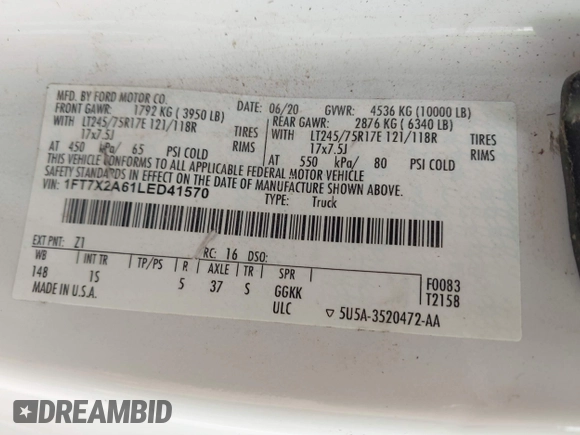 MFD. BY FORD MOTOR CO.
DATE: 06/20 GVWR: 4536 KG (10000 LB)
FRONT GAWR: 1792 KG (3950 LB) REAR GAWR: 2876 KG (6340 LB)
WITH LT245/75R17E 121/118R TIRES WITH LT245/75R17E 121/118R TIRES
17x7.5J RIMS 17x7.5J RIMS
AT 450 kPa/ 65 PSI COLD AT 550 kPa/ 80 PSI COLD
THIS VEHICLE CONFORMS TO ALL APPLICABLE FEDERAL MOTOR VEHICLE
SAFETY STANDARDS IN EFFECT ON THE DATE OF MANUFACTURE SHOWN ABOVE.
VIN: 1FT7X2A61LED41570 TYPE: Truck
EXT PNT: Z1 RC: 16 DSO:
WB INT TR TP/PS R AXLE TR SPR
148 15 5 37 S GGKK
ULC
F0083
T2158
MADE IN U.S.A. ▽ 5U5A-3520472-AA
DREAMBID